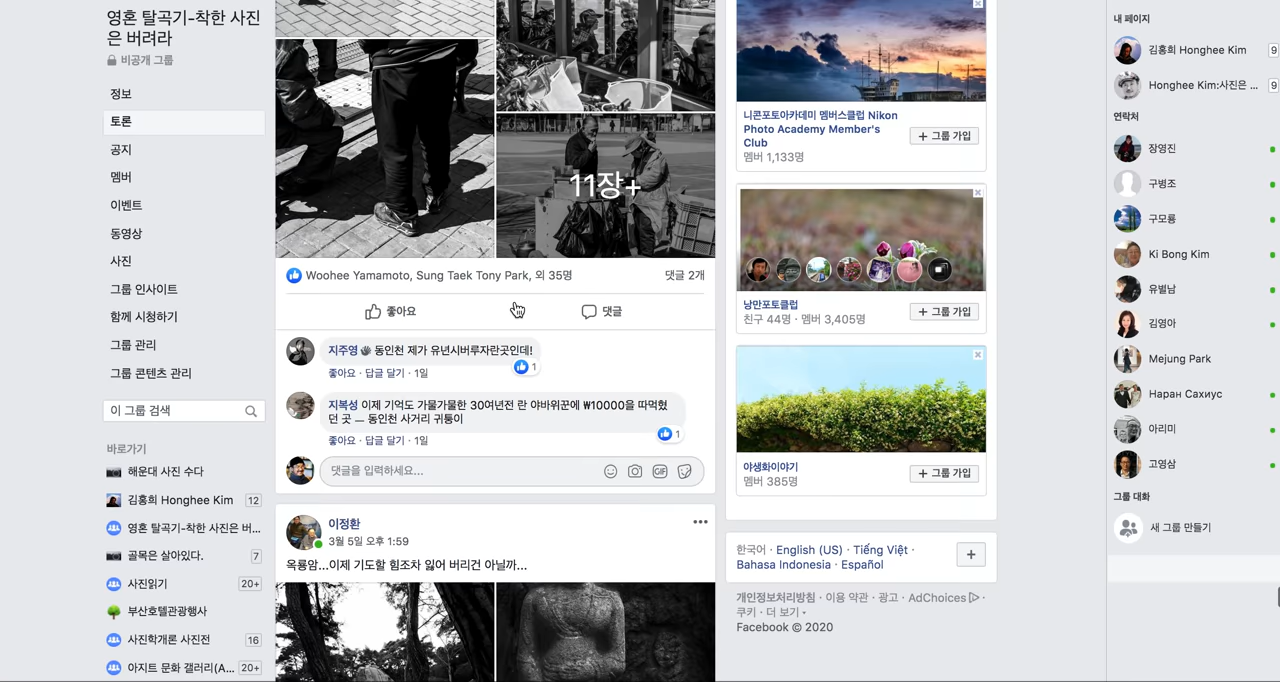 영혼 탈곡기-착한 사진
은 버려라
비공개 그룹
정보
토론
공지
멤버
이벤트
동영상
사진
그룹 인사이트
함께 시청하기
그룹 관리
그룹 콘텐츠 관리
이 그룹 검색
바로가기
해운대 사진 수다
김홍희 Honghee Kim 12
영혼 탈곡기-착한 사진은 버...
골목은 살아있다. 7
사진읽기 20+
부산호텔관광행사
사진학개론 사진전 16
아지트 문화 갤러리(A... 20+
11장+
Woohee Yamamoto, Sung Taek Tony Park, 외 35명 댓글 2개
좋아요 댓글
지주영 동인천 제가 유년시버루자란곳인데!
1
좋아요 · 답글 달기 · 1일
지복성 이제 기억도 가물가물한 30여년전 란 야바위꾼에 ₩10000을 따먹혔
던 곳 ㅡ 동인천 사거리 귀퉁이
1
좋아요 · 답글 달기 · 1일
댓글을 입력하세요...
GIF
이정환
3월 5일 오후 1:59
옥룡암...이제 기도할 힘조차 잃어 버리건 아닐까...
니콘포토아카데미 멤버스클럽 Nikon
Photo Academy Member's
Club
멤버 1,133명
+ 그룹 가입
낭만포토클럽
친구 44명 · 멤버 3,405명
+ 그룹 가입
야생화이야기
멤버 385명
+ 그룹 가입
한국어 · English (US) · Tiếng Việt ·
Bahasa Indonesia · Español
개인정보처리방침 · 이용 약관 · 광고 · AdChoices ·
쿠키 · 더 보기
Facebook © 2020
내 페이지
김홍희 Honghee Kim 9
Honghee Kim:사진은 ... 9
연락처
장영진
구병조
구모룡
Ki Bong Kim
유별남
김영아
Mejung Park
Наран Сахиус
아리미
고영삼
그룹 대화
새 그룹 만들기